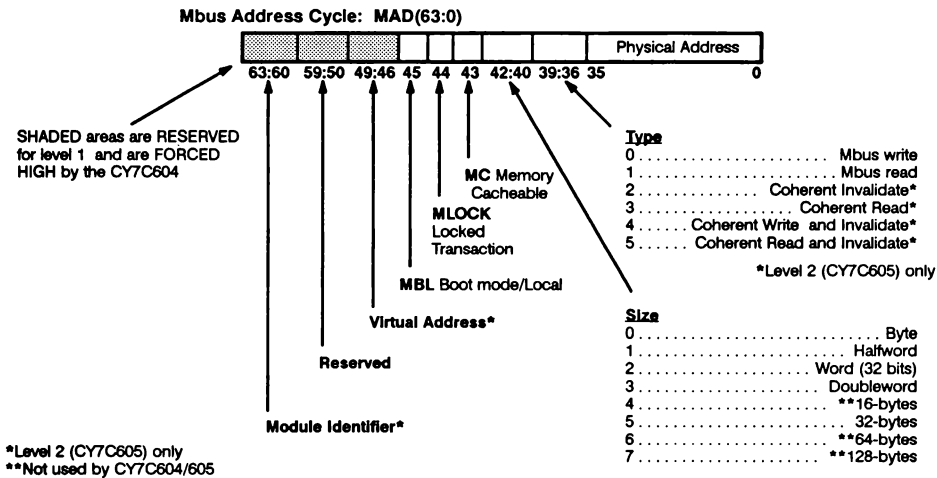 Mbus Address Cycle: MAD(63:0)
Physical Address
63:60 59:50 49:46 45 44 43 42:40 39:36 35 0
SHADED areas are RESERVED
for level 1 and are FORCED
HIGH by the CY7C604
MC Memory
Cacheable
MLOCK
Locked
Transaction
MBL Boot mode/Local
Virtual Address*
Reserved
Module Identifier*
*Level 2 (CY7C605) only
**Not used by CY7C604/605
Type
0 . . . . . . . . . . . . . . . . . . . . . . . Mbus write
1 . . . . . . . . . . . . . . . . . . . . . . . Mbus read
2 . . . . . . . . . . . . . . Coherent Invalidate*
3 . . . . . . . . . . . . . . . . . Coherent Read*
4 . . . . . . Coherent Write and Invalidate*
5 . . . . . . Coherent Read and Invalidate*
*Level 2 (CY7C605) only
Size
0 . . . . . . . . . . . . . . . . . . . . . . . . . . . . . Byte
1 . . . . . . . . . . . . . . . . . . . . . . . . . Halfword
2 . . . . . . . . . . . . . . . . . . . . . Word (32 bits)
3 . . . . . . . . . . . . . . . . . . . . . . Doubleword
4 . . . . . . . . . . . . . . . . . . . . . . . **16-bytes
5 . . . . . . . . . . . . . . . . . . . . . . . . . 32-bytes
6 . . . . . . . . . . . . . . . . . . . . . . . **64-bytes
7 . . . . . . . . . . . . . . . . . . . . . . **128-bytes